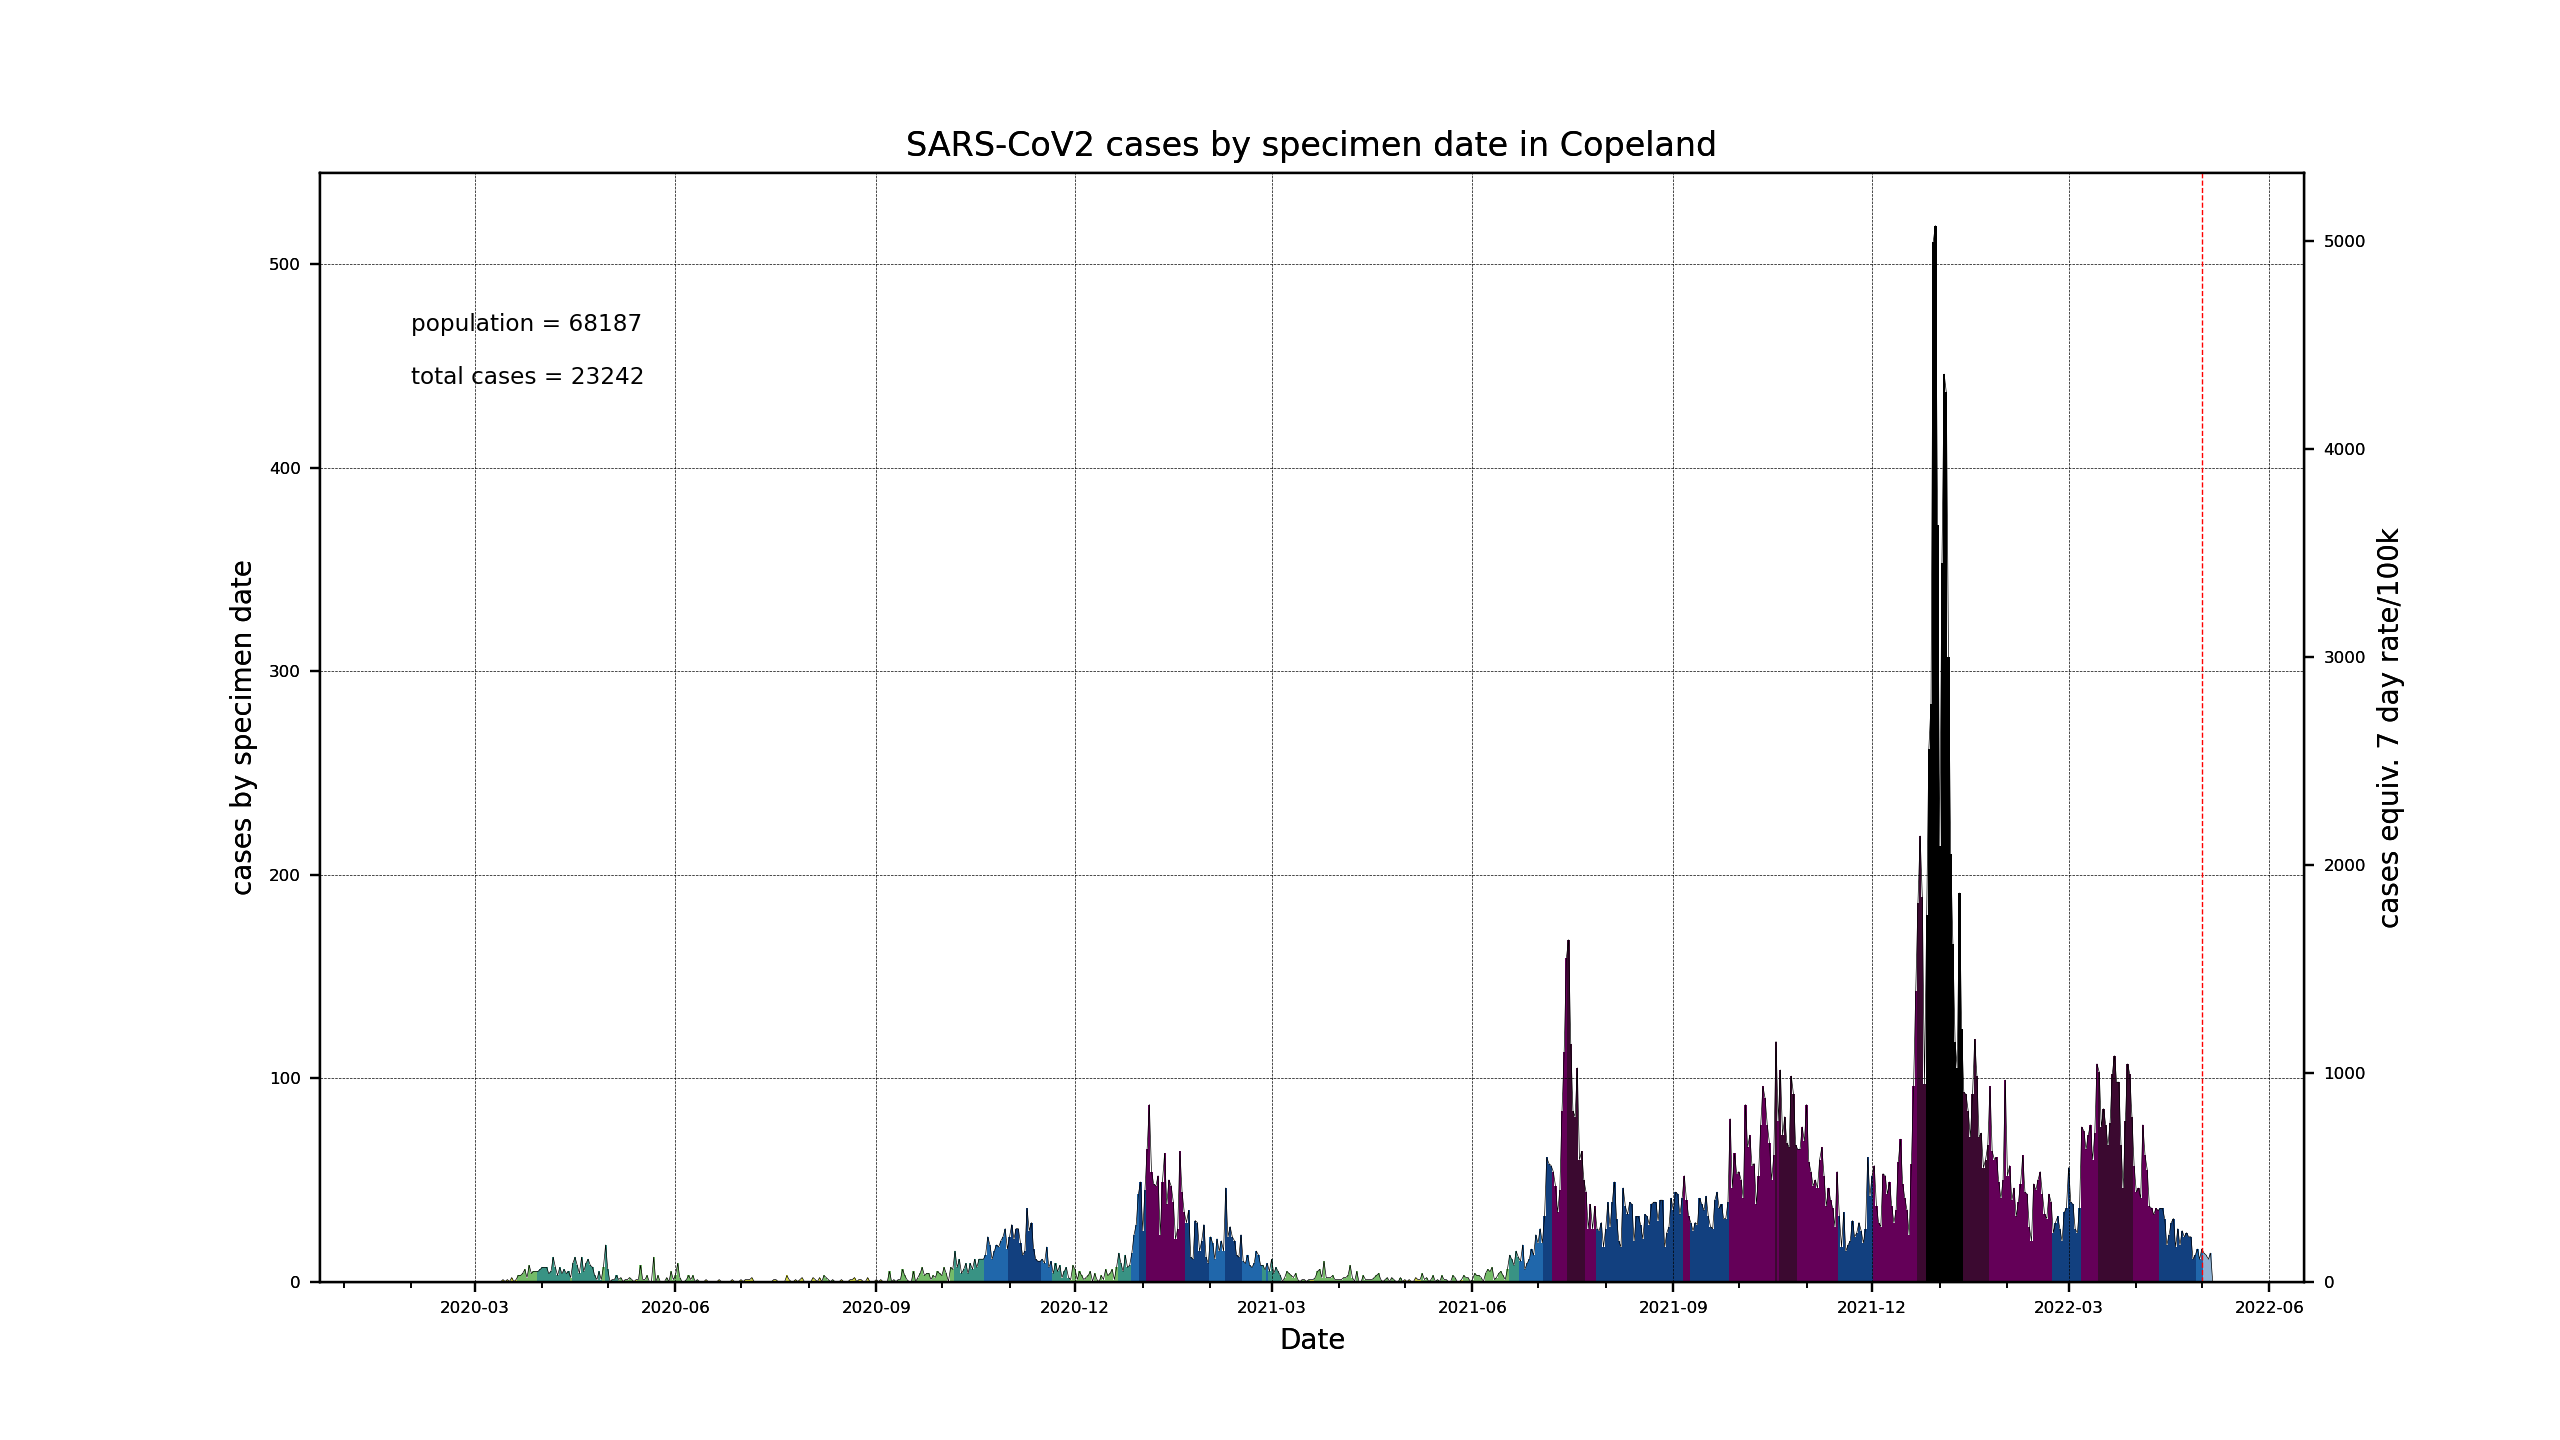 SARS-CoV2 cases by specimen date in Copeland
population = 68187
total cases = 23242
cases by specimen date
500
400
300
200
100
0
5000
4000
3000
2000
1000
0
cases equiv. 7 day rate/100k
2020-03 2020-06 2020-09 2020-12 2021-03 2021-06 2021-09 2021-12 2022-03 2022-06
Date